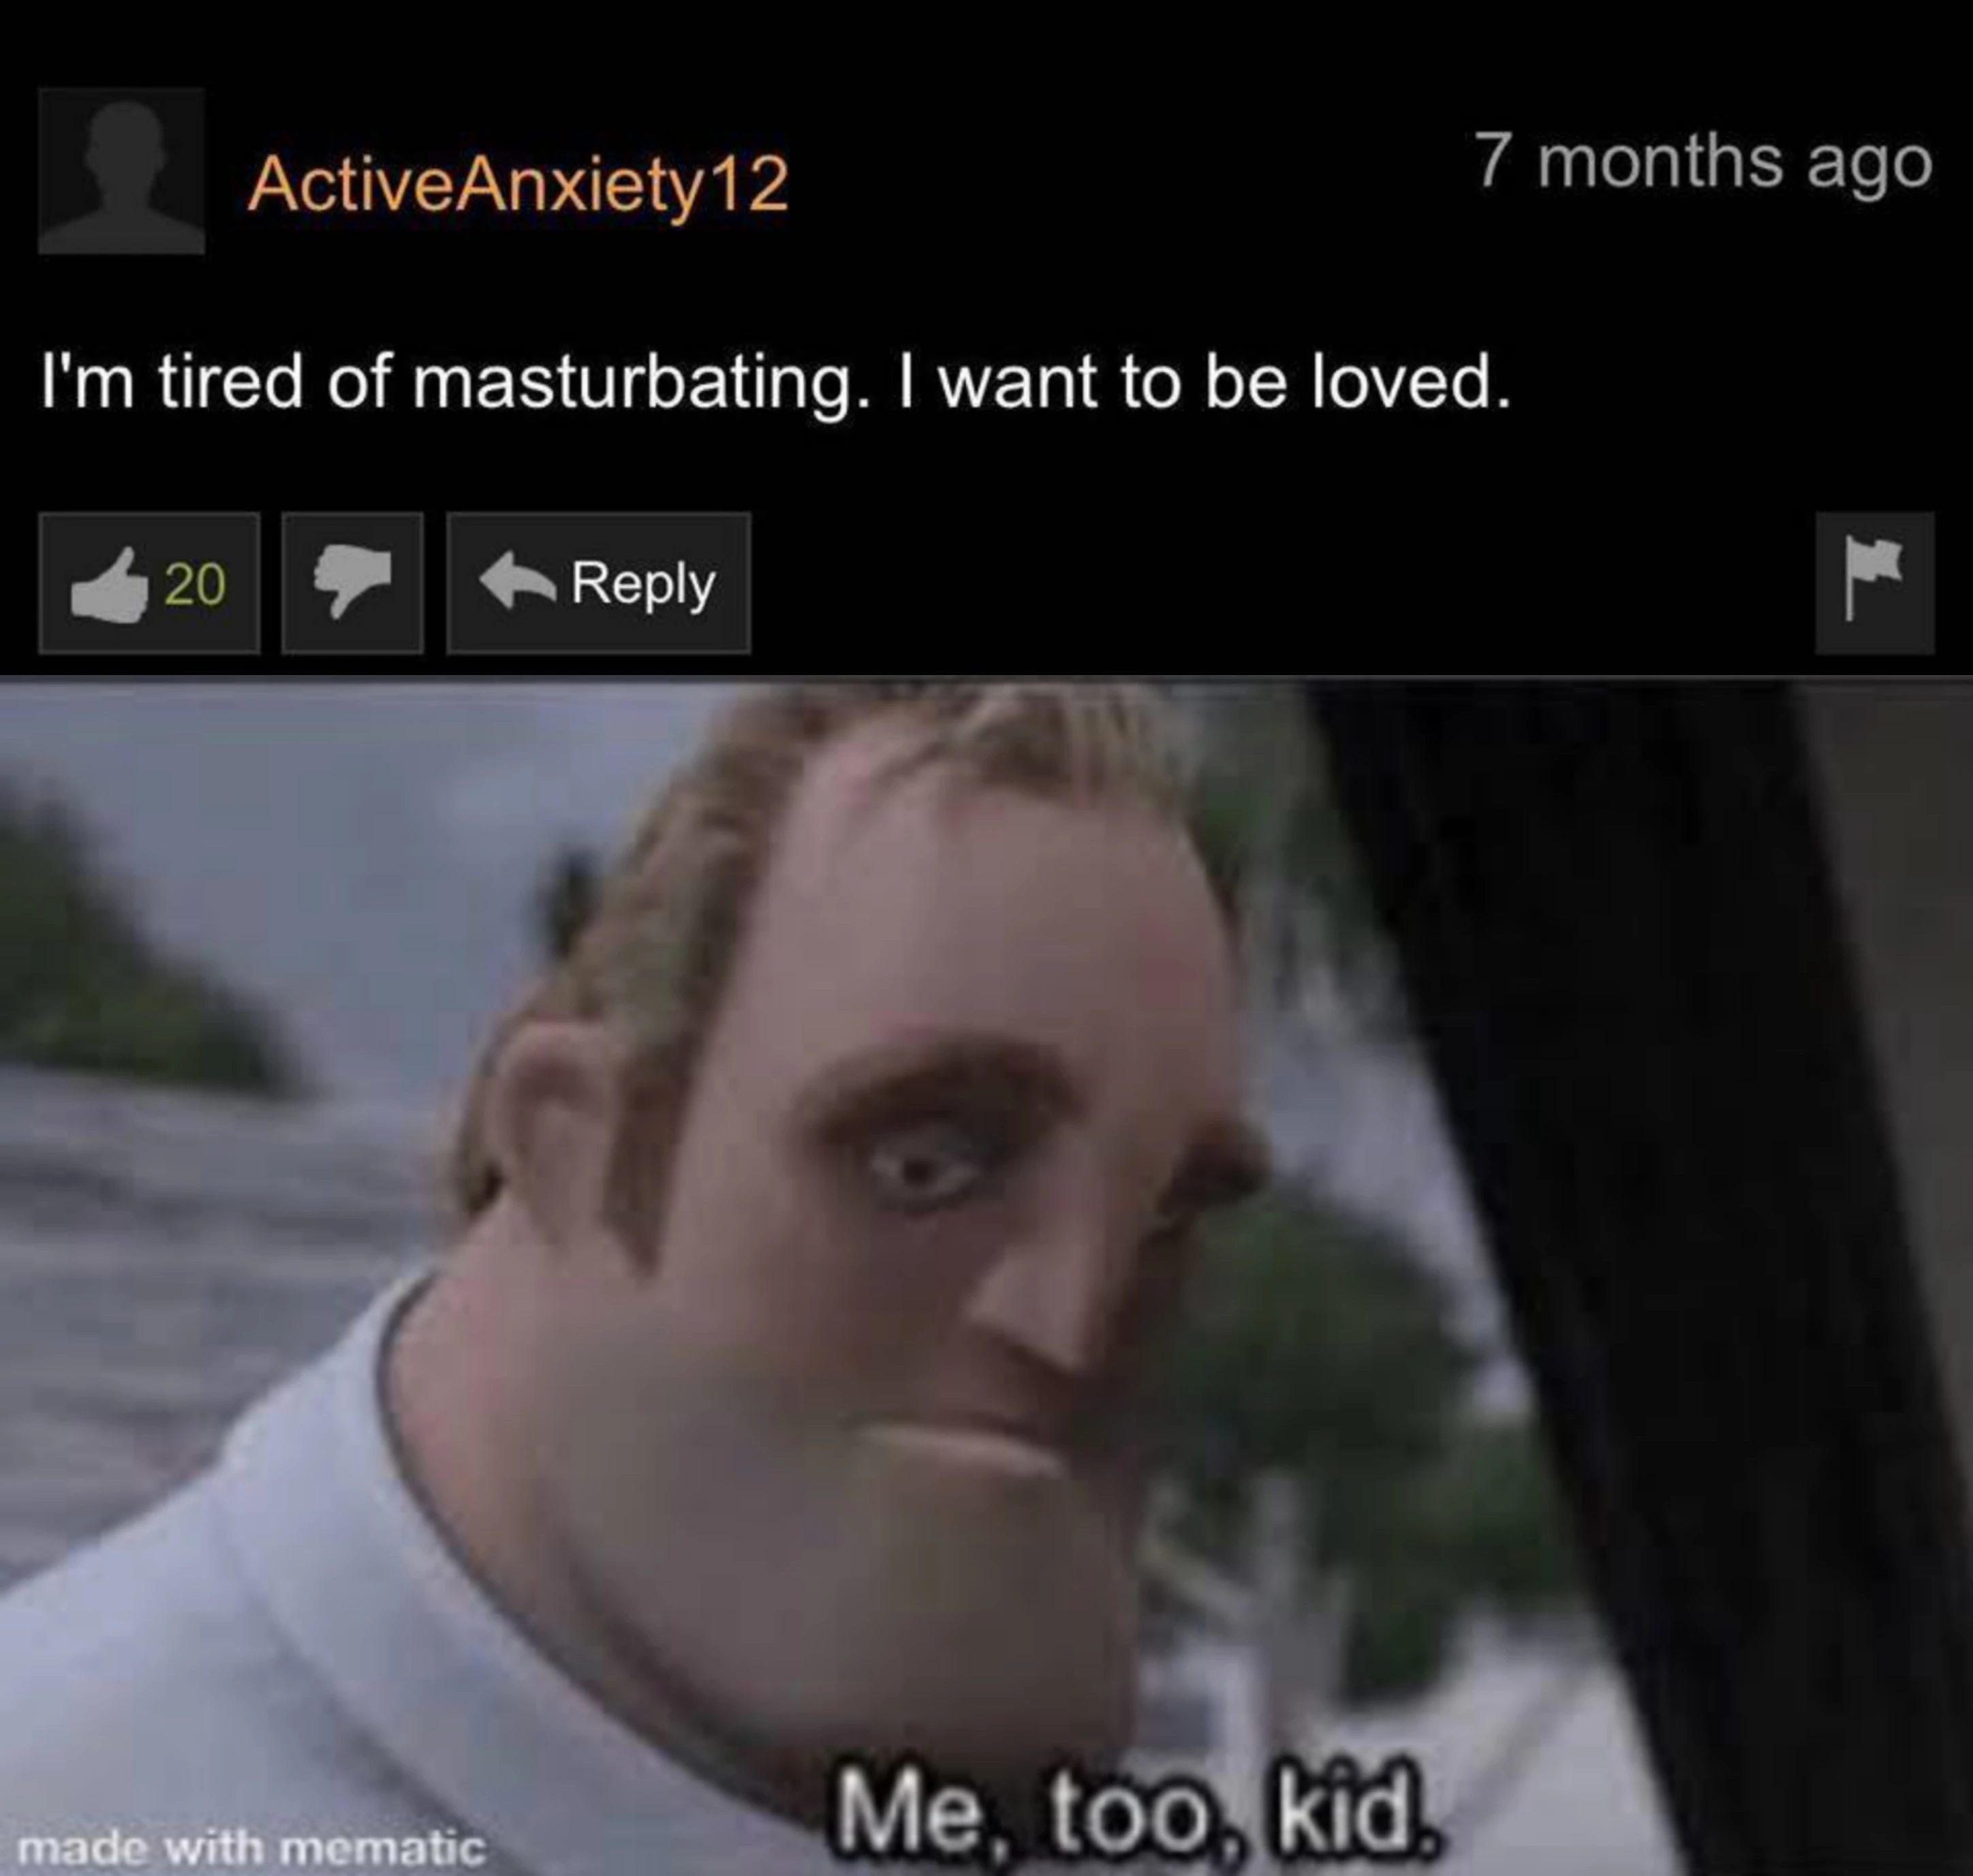 ActiveAnxiety12
7 months ago
I'm tired of masturbating. I want to be loved.
20
Reply
Me, too, kid.
made with mematic